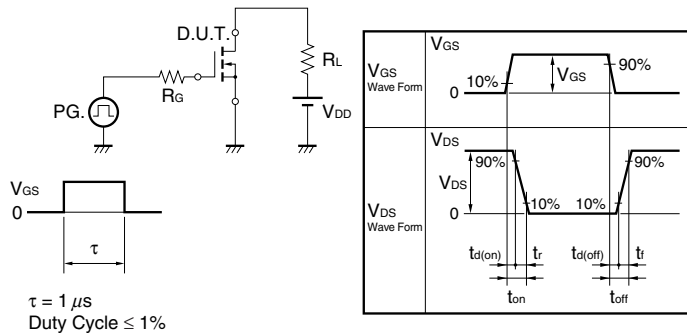 D.U.T.
RL
RG
PG.
VDD
VGS
0
τ
τ = 1 μs
Duty Cycle ≤ 1%
VGS
Wave Form
VGS
10%
VGS
90%
0
VDS
Wave Form
VDS
90%
90%
VDS
10%
10%
0
td(on)
tr
td(off)
tf
ton
toff